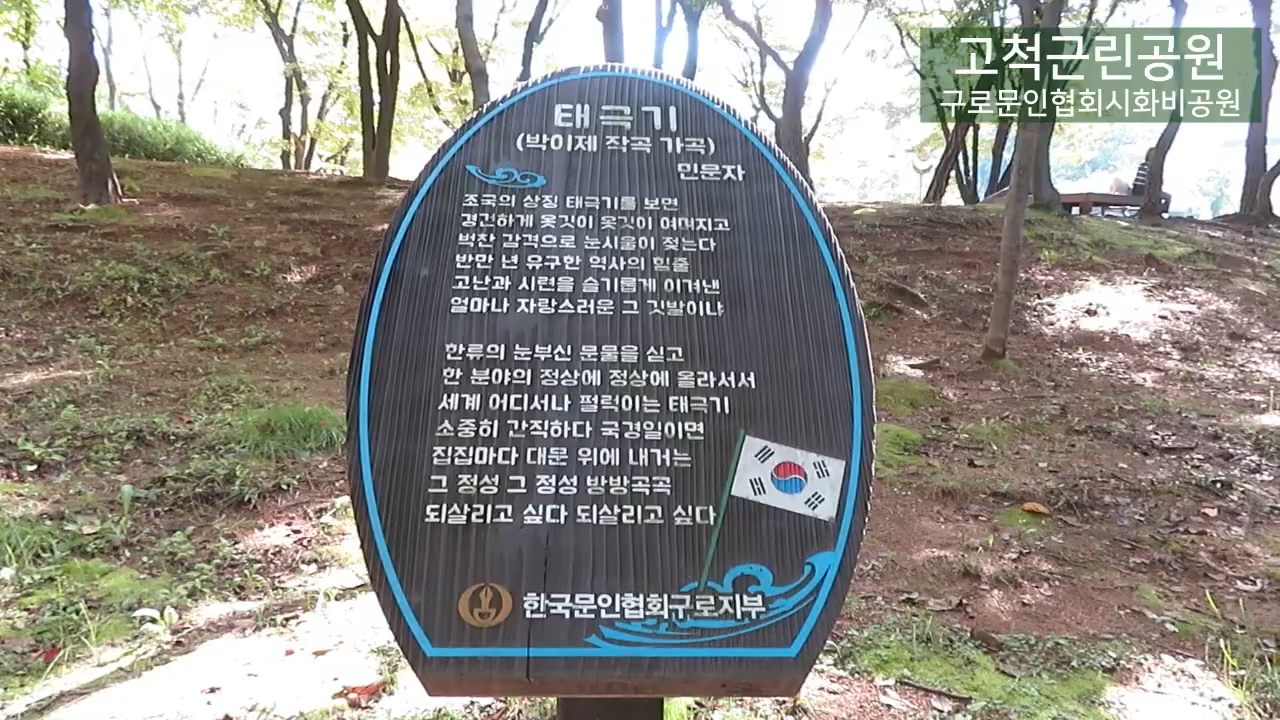 고척근린공원
구로문인협회시화비공원
태극기
(박이제 작곡 가곡)
민문자
조국의 상징 태극기를 보면
경건하게 옷깃이 옷깃이 여며지고
벅찬 감격으로 눈시울이 젖는다
반만 년 유구한 역사의 힘줄
고난과 시련을 슬기롭게 이겨낸
얼마나 자랑스러운 그 깃발이냐
한류의 눈부신 문물을 싣고
한 분야의 정상에 정상에 올라서서
세계 어디서나 펄럭이는 태극기
소중히 간직하다 국경일이면
집집마다 대문 위에 내거는
그 정성 그 정성 방방곡곡
되살리고 싶다 되살리고 싶다
한국문인협회구로지부